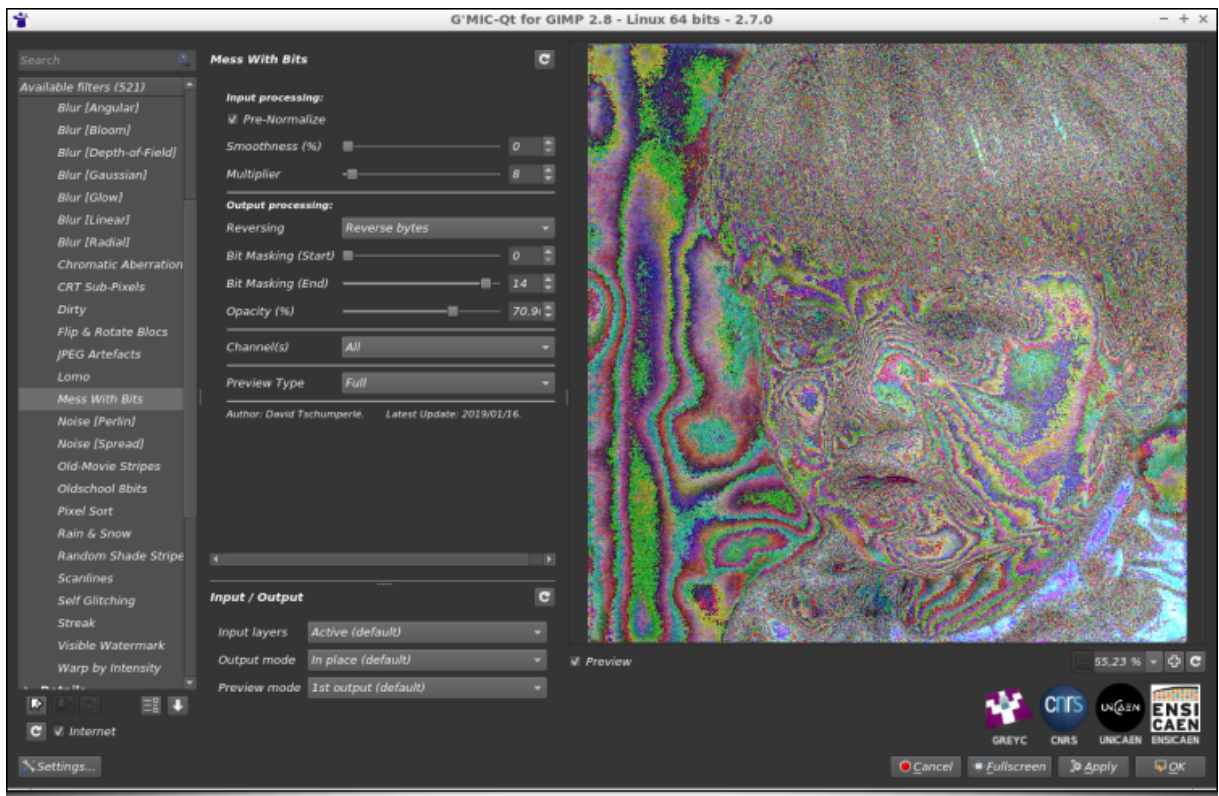 G'MIC-Qt for GIMP 2.8 - Linux 64 bits - 2.7.0
Search
Available filters (521)
Blur [Angular]
Blur [Bloom]
Blur [Depth-of-Field]
Blur [Gaussian]
Blur [Glow]
Blur [Linear]
Blur [Radial]
Chromatic Aberration
CRT Sub-Pixels
Dirty
Flip & Rotate Blocs
JPEG Artefacts
Lomo
Mess With Bits
Noise [Perlin]
Noise [Spread]
Old-Movie Stripes
Oldschool 8bits
Pixel Sort
Rain & Snow
Random Shade Stripe
Scanlines
Self Glitching
Streak
Visible Watermark
Warp by Intensity
Internet
Settings...
Mess With Bits
Input processing:
Pre-Normalize
Smoothness (%) 0
Multiplier 8
Output processing:
Reversing Reverse bytes
Bit Masking (Start) 0
Bit Masking (End) 14
Opacity (%) 70.9
Channel(s) All
Preview Type Full
Author: David Tschumperlé. Latest Update: 2019/01/16.
Input / Output
Input layers Active (default)
Output mode In place (default)
Preview mode 1st output (default)
Preview
55,23 %
cnrs
UNICAEN
ENSI
CAEN
GREYC CNRS UNICAEN ENSICAEN
Cancel Fullscreen Apply OK